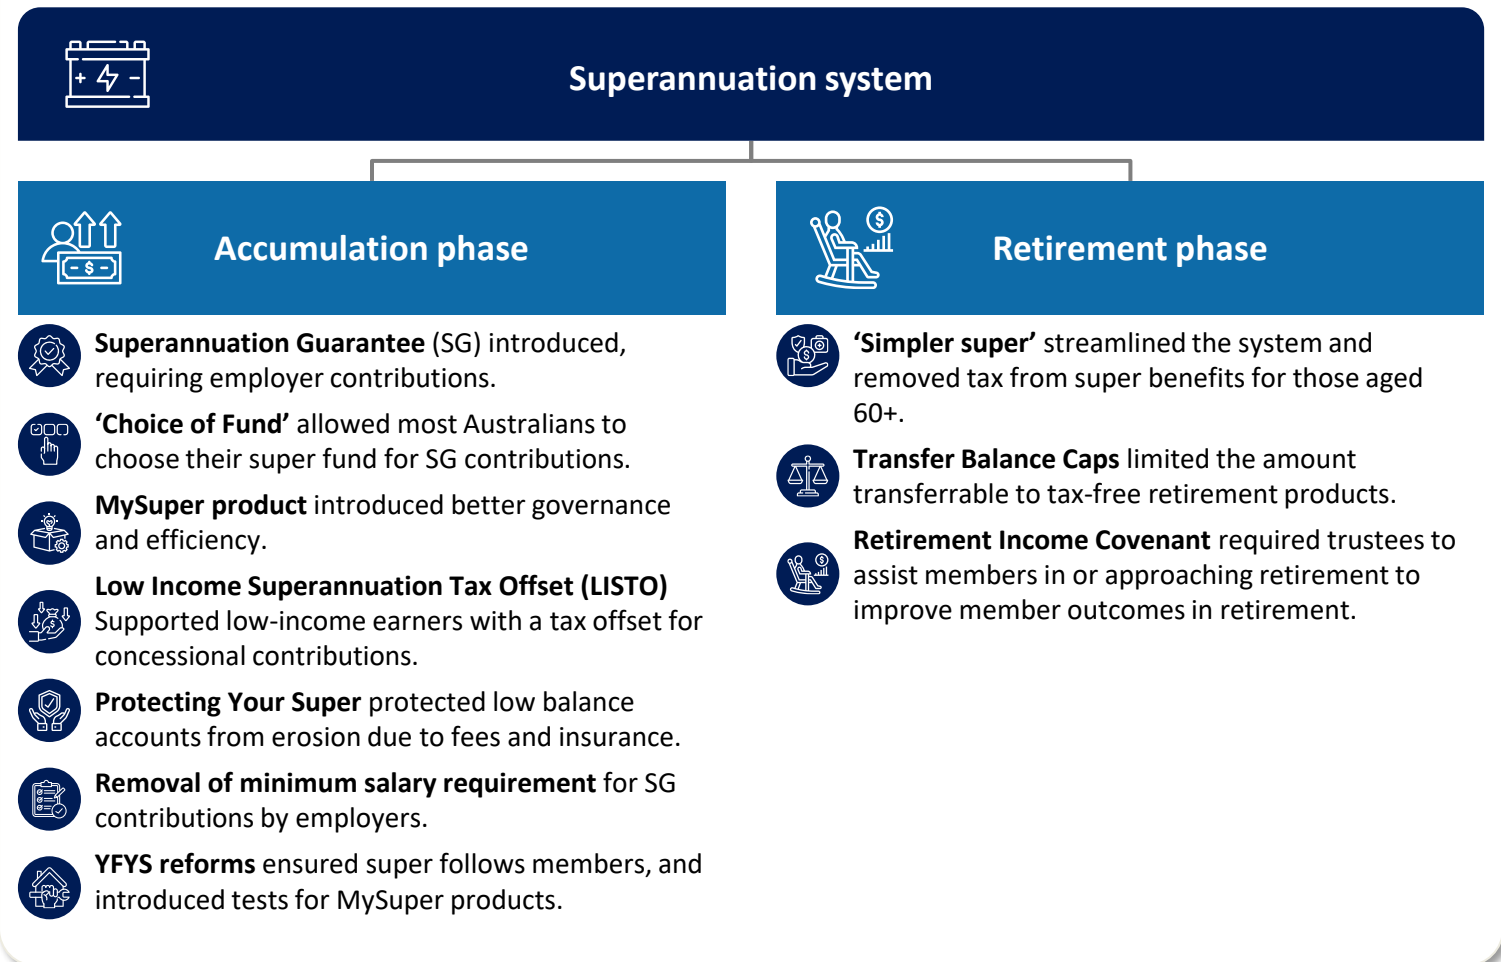 Superannuation system
Accumulation phase
Superannuation Guarantee (SG) introduced,
requiring employer contributions.
‘Choice of Fund’ allowed most Australians to
choose their super fund for SG contributions.
MySuper product introduced better governance
and efficiency.
Low Income Superannuation Tax Offset (LISTO)
Supported low-income earners with a tax offset for
concessional contributions.
Protecting Your Super protected low balance
accounts from erosion due to fees and insurance.
Removal of minimum salary requirement for SG
contributions by employers.
YFYS reforms ensured super follows members, and
introduced tests for MySuper products.
Retirement phase
‘Simpler super’ streamlined the system and
removed tax from super benefits for those aged
60+.
Transfer Balance Caps limited the amount
transferrable to tax-free retirement products.
Retirement Income Covenant required trustees to
assist members in or approaching retirement to
improve member outcomes in retirement.